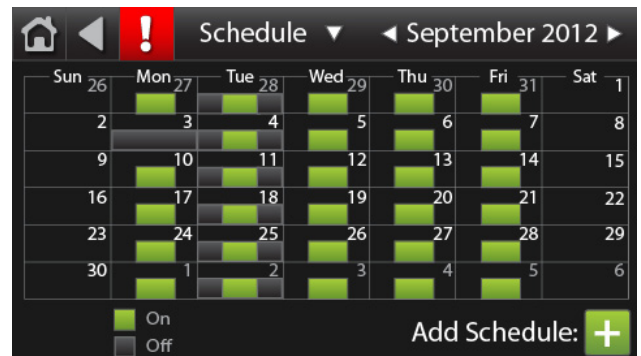 ! Schedule ▼ ◀ September 2012 ▶
Sun Mon Tue Wed Thu Fri Sat
26 27 28 29 30 31 1
2 3 4 5 6 7 8
9 10 11 12 13 14 15
16 17 18 19 20 21 22
23 24 25 26 27 28 29
30 1 2 3 4 5 6
On
Off
Add Schedule: +